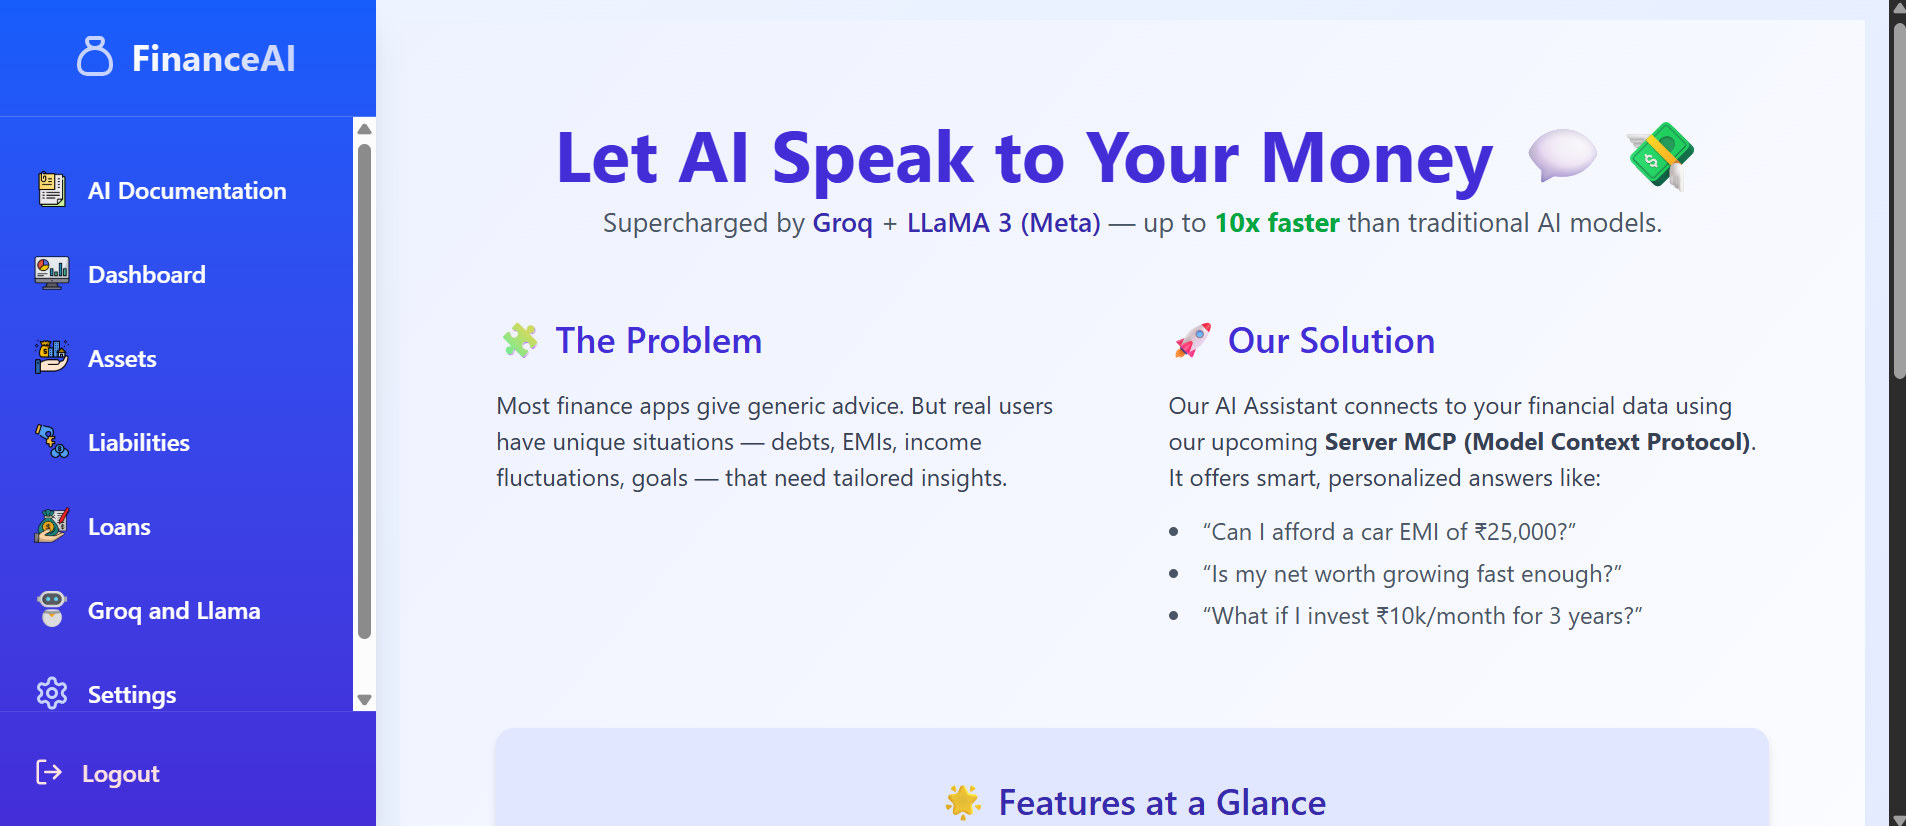 FinanceAI
AI Documentation
Dashboard
Assets
Liabilities
Loans
Groq and Llama
Settings
Logout
Let AI Speak to Your Money
Supercharged by Groq + LLaMA 3 (Meta) — up to 10x faster than traditional AI models.
The Problem
Most finance apps give generic advice. But real users
have unique situations — debts, EMIs, income
fluctuations, goals — that need tailored insights.
Our Solution
Our AI Assistant connects to your financial data using
our upcoming Server MCP (Model Context Protocol).
It offers smart, personalized answers like:
• “Can I afford a car EMI of ₹25,000?”
• “Is my net worth growing fast enough?”
• “What if I invest ₹10k/month for 3 years?”
Features at a Glance